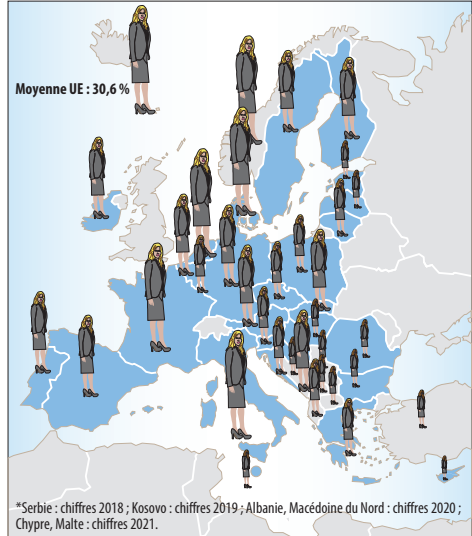 Moyenne UE : 30,6 %
*Serbie : chiffres 2018 ; Kosovo : chiffres 2019 ; Albanie, Macédoine du Nord : chiffres 2020 ;
Chypre, Malte : chiffres 2021.